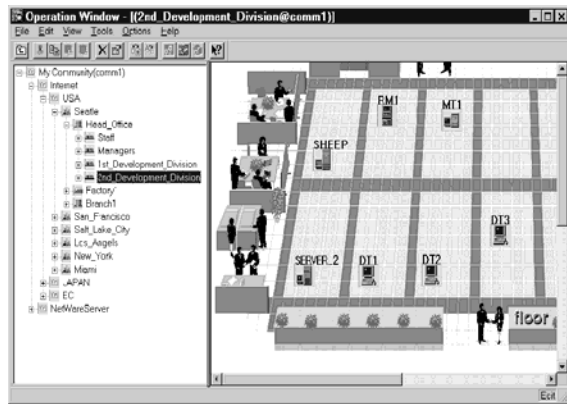 Operation Window - [(2nd_Development_Division@comm1)]
File Edit View Tools Options Help
My Community(comm1)
Internet
USA
Seatle
Head_Office
Staff
Managers
1st_Development_Division
2nd_Development_Division
Factory
Branch1
San_Francisco
Salt_Lake_City
Los_Angels
New_York
Miami
JAPAN
EC
NetWareServer
RM1
MT1
SHEEP
DT3
SERVER_2
DT1
DT2
floor
Edit